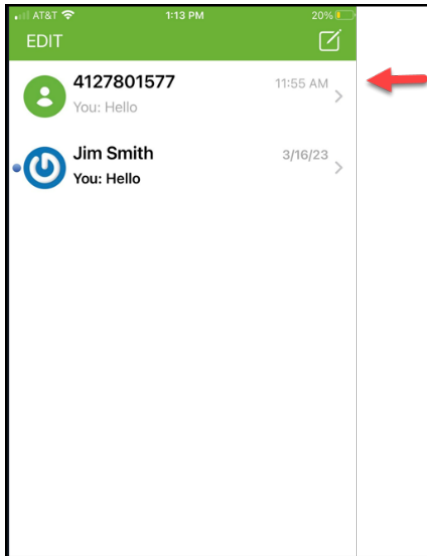 AT&T 1:13 PM 20%
EDIT
4127801577 11:55 AM
You: Hello
Jim Smith 3/16/23
You: Hello